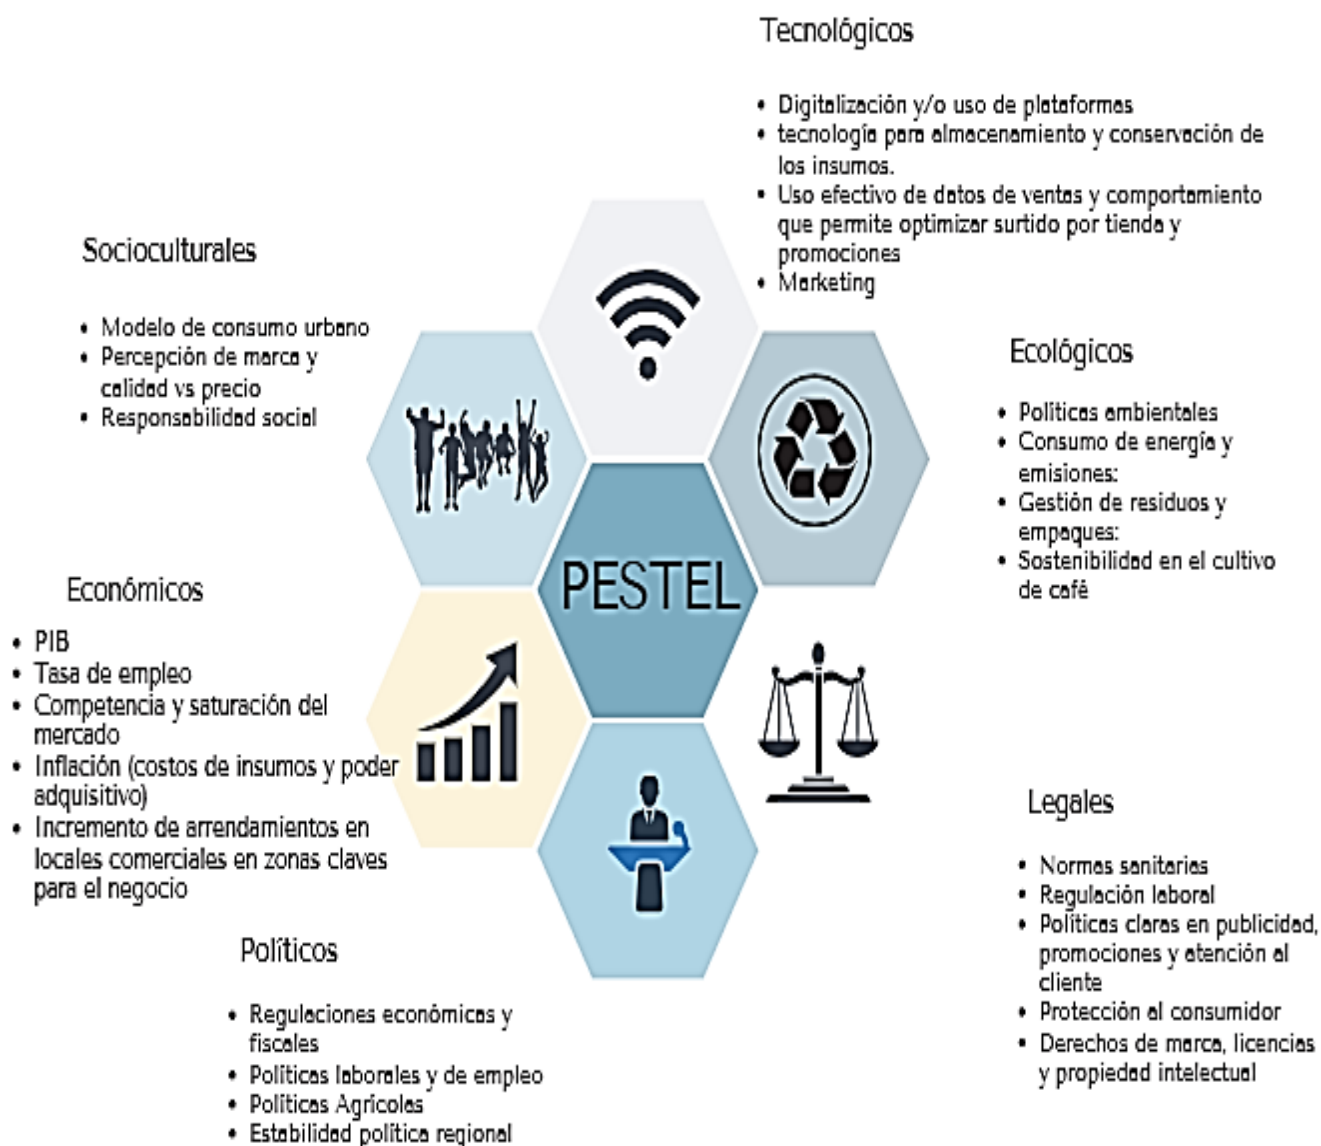 Tecnológicos
• Digitalización y/o uso de plataformas
• tecnología para almacenamiento y conservación de
los insumos.
• Uso efectivo de datos de ventas y comportamiento
que permite optimizar surtido por tienda y
promociones
• Marketing
Socioculturales
• Modelo de consumo urbano
• Percepción de marca y
calidad vs precio
• Responsabilidad social
Ecológicos
• Políticas ambientales
• Consumo de energía y
emisiones:
• Gestión de residuos y
empaques:
• Sostenibilidad en el cultivo
de café
PESTEL
Económicos
• PIB
• Tasa de empleo
• Competencia y saturación del
mercado
• Inflación (costos de insumos y poder
adquisitivo)
• Incremento de arrendamientos en
locales comerciales en zonas claves
para el negocio
Legales
• Normas sanitarias
• Regulación laboral
• Políticas claras en publicidad,
promociones y atención al
cliente
• Protección al consumidor
• Derechos de marca, licencias
y propiedad intelectual
Políticos
• Regulaciones económicas y
fiscales
• Políticas laborales y de empleo
• Políticas Agrícolas
• Estabilidad política regional